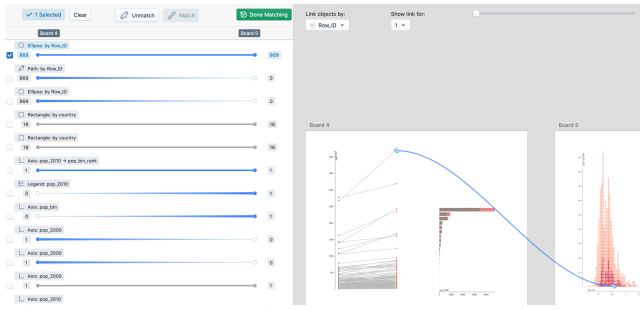 1 Selected Clear Unmatch Match Done Matching
Board 4 Board 5
Ellipse: by Row_ID
869 869
Path: by Row_ID
869 0
Ellipse: by Row_ID
869 0
Rectangle: by country
18 18
Rectangle: by country
18 18
Axis: pop_2010 → pop_bin_rank
1 1
Legend: pop_2010
0 1
Axis: pop_bin
0 1
Axis: pop_2000
1 0
Axis: pop_2000
1 0
Axis: pop_2000
1 1
Axis: pop_2010
Link objects by: Show link for:
Row_ID 1
Board 4 Board 5